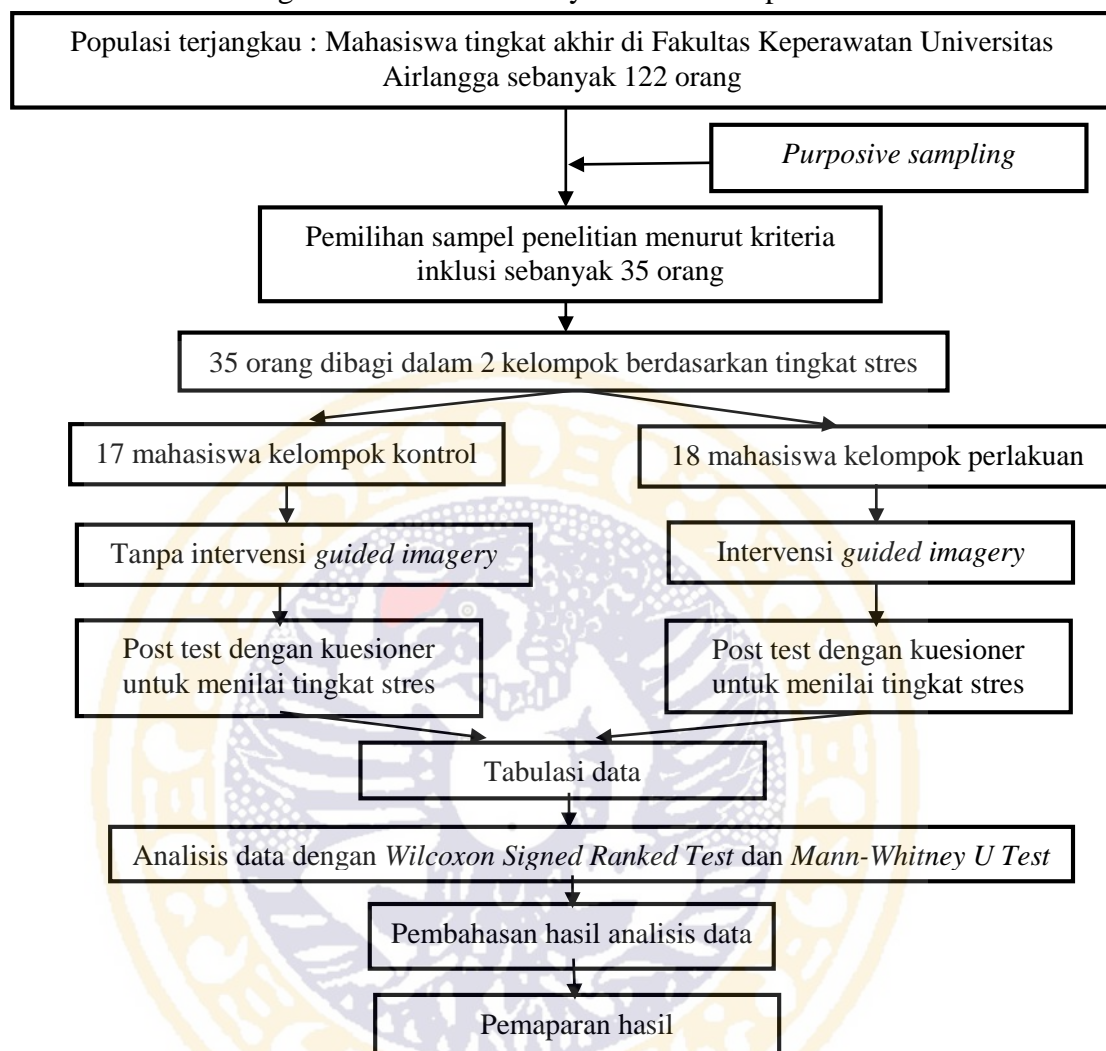 Populasi terjangkau : Mahasiswa tingkat akhir di Fakultas Keperawatan Universitas
Airlangga sebanyak 122 orang
Purposive sampling
Pemilihan sampel penelitian menurut kriteria
inklusi sebanyak 35 orang
35 orang dibagi dalam 2 kelompok berdasarkan tingkat stres
17 mahasiswa kelompok kontrol
18 mahasiswa kelompok perlakuan
Tanpa intervensi guided imagery
Intervensi guided imagery
Post test dengan kuesioner
untuk menilai tingkat stres
Post test dengan kuesioner
untuk menilai tingkat stres
Tabulasi data
Analisis data dengan Wilcoxon Signed Ranked Test dan Mann-Whitney U Test
Pembahasan hasil analisis data
Pemaparan hasil